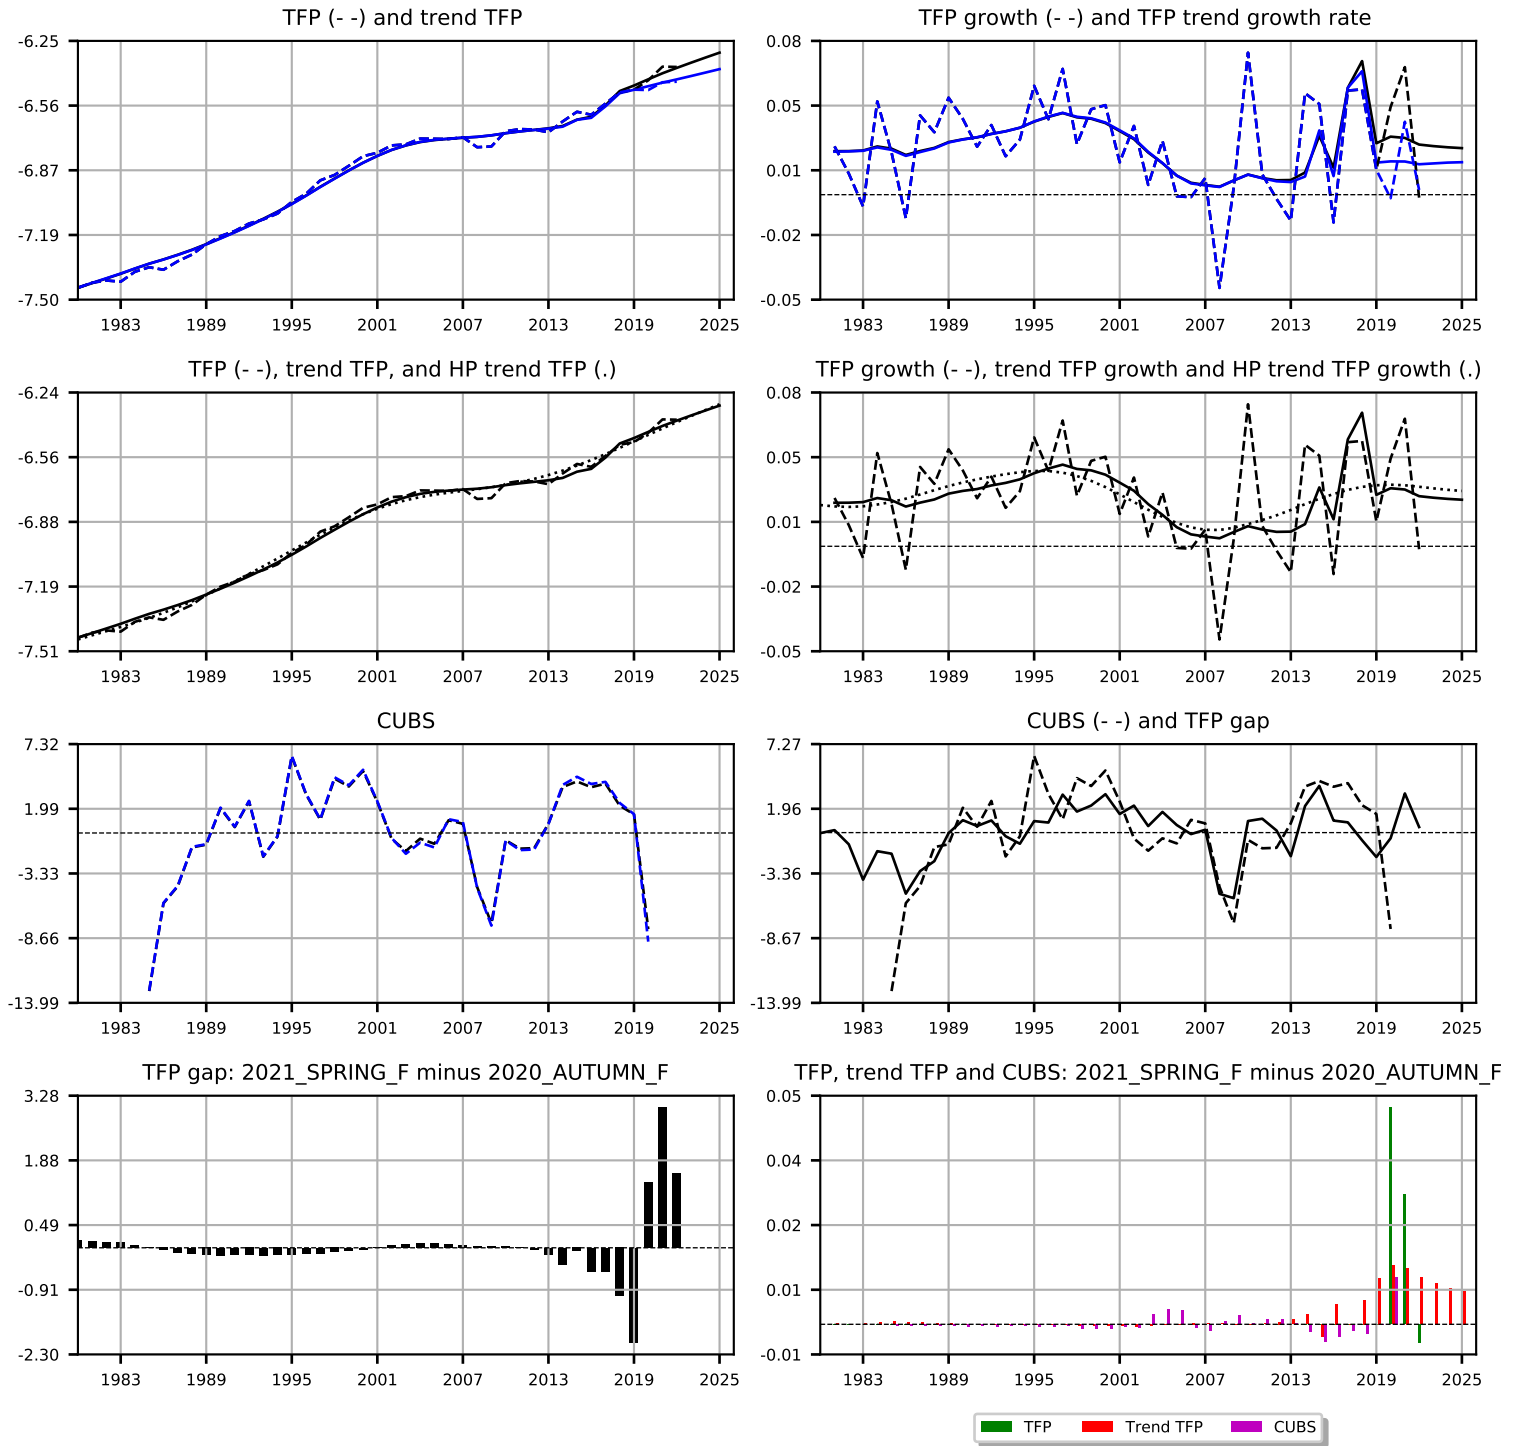 TFP (- -) and trend TFP
-6.25
-6.56
-6.87
-7.19
-7.50
1983 1989 1995 2001 2007 2013 2019 2025
TFP growth (- -) and TFP trend growth rate
0.08
0.05
0.01
-0.02
-0.05
1983 1989 1995 2001 2007 2013 2019 2025
TFP (- -), trend TFP, and HP trend TFP (.)
-6.24
-6.56
-6.88
-7.19
-7.51
1983 1989 1995 2001 2007 2013 2019 2025
TFP growth (- -), trend TFP growth and HP trend TFP growth (.)
0.08
0.05
0.01
-0.02
-0.05
1983 1989 1995 2001 2007 2013 2019 2025
CUBS
7.32
1.99
-3.33
-8.66
-13.99
1983 1989 1995 2001 2007 2013 2019 2025
CUBS (- -) and TFP gap
7.27
1.96
-3.36
-8.67
-13.99
1983 1989 1995 2001 2007 2013 2019 2025
TFP gap: 2021_SPRING_F minus 2020_AUTUMN_F
3.28
1.88
0.49
-0.91
-2.30
1983 1989 1995 2001 2007 2013 2019 2025
TFP, trend TFP and CUBS: 2021_SPRING_F minus 2020_AUTUMN_F
0.05
0.04
0.02
0.01
-0.01
1983 1989 1995 2001 2007 2013 2019 2025
TFP Trend TFP CUBS